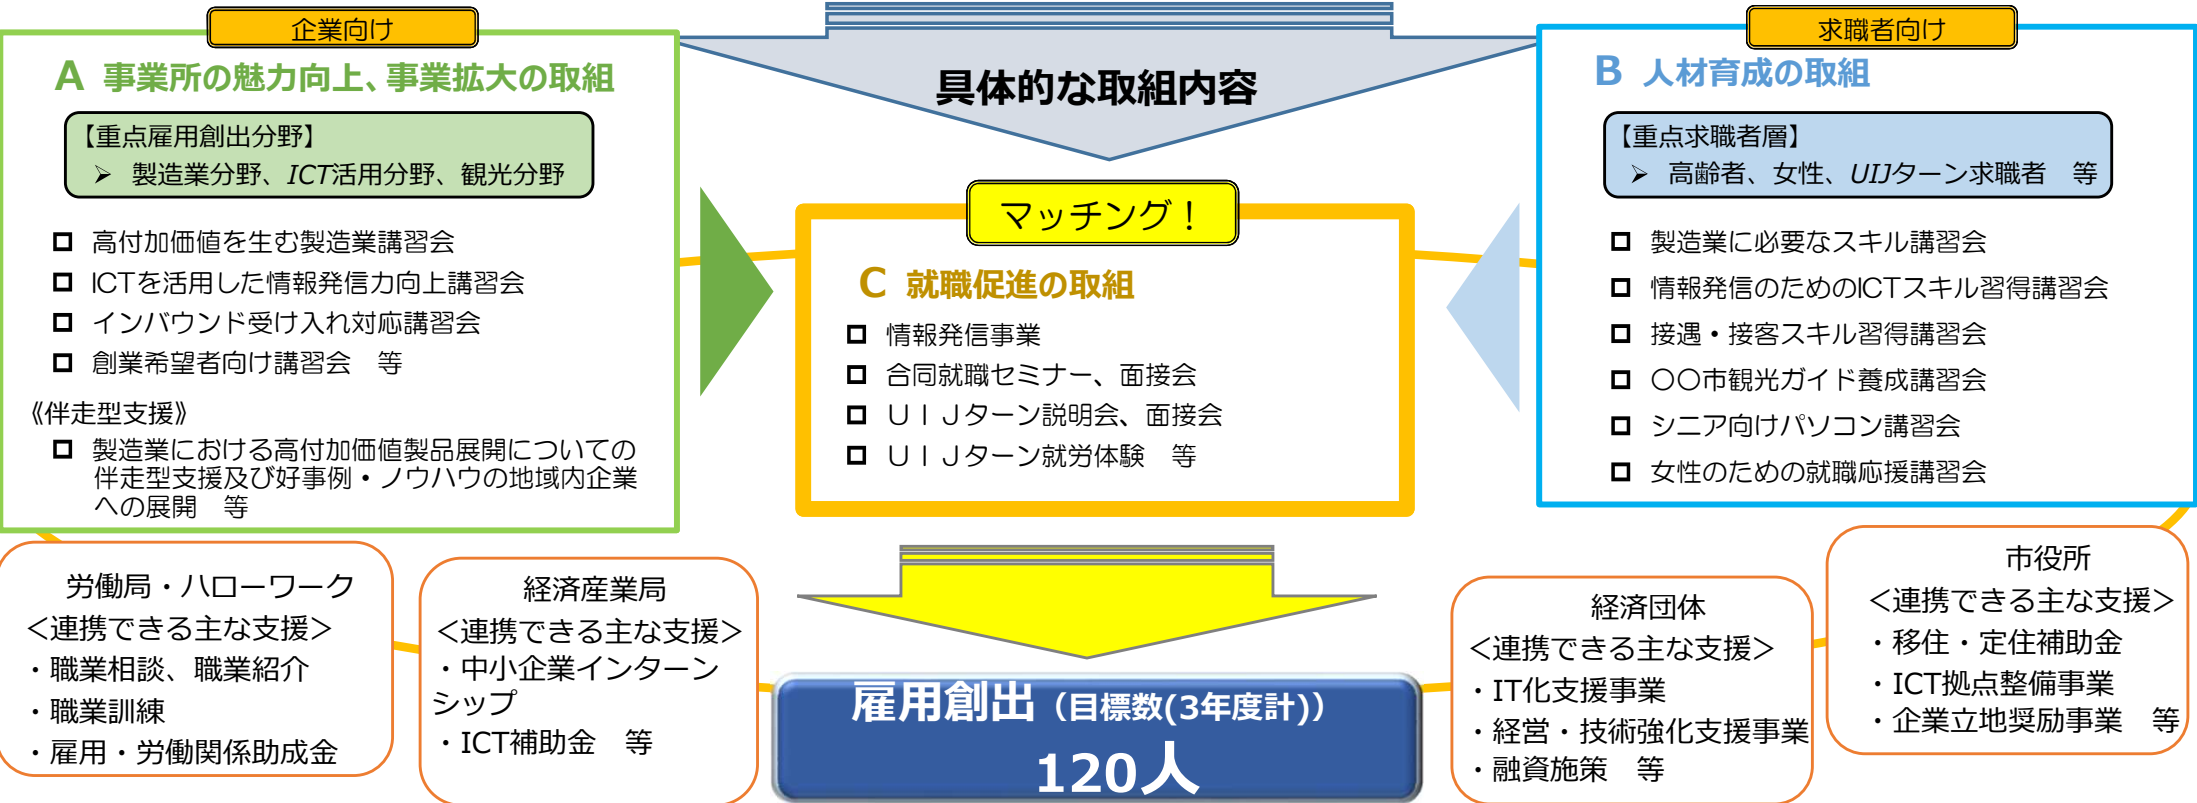 具体的な取組内容
企業向け
A 事業所の魅力向上、事業拡大の取組
【重点雇用創出分野】
➢ 製造業分野、ICT活用分野、観光分野
□ 高付加価値を生む製造業講習会
□ ICTを活用した情報発信力向上講習会
□ インバウンド受け入れ対応講習会
□ 創業希望者向け講習会　等
《伴走型支援》
□ 製造業における高付加価値製品展開についての
伴走型支援及び好事例・ノウハウの地域内企業
への展開　等
マッチング！
C 就職促進の取組
□ 情報発信事業
□ 合同就職セミナー、面接会
□ ＵＩＪターン説明会、面接会
□ ＵＩＪターン就労体験　等
求職者向け
B 人材育成の取組
【重点求職者層】
➢ 高齢者、女性、UIJターン求職者　等
□ 製造業に必要なスキル講習会
□ 情報発信のためのICTスキル習得講習会
□ 接遇・接客スキル習得講習会
□ 〇〇市観光ガイド養成講習会
□ シニア向けパソコン講習会
□ 女性のための就職応援講習会
労働局・ハローワーク
＜連携できる主な支援＞
・職業相談、職業紹介
・職業訓練
・雇用・労働関係助成金
経済産業局
＜連携できる主な支援＞
・中小企業インターン
シップ
・ICT補助金　等
雇用創出（目標数(3年度計)）
120人
経済団体
＜連携できる主な支援＞
・IT化支援事業
・経営・技術強化支援事業
・融資施策　等
市役所
＜連携できる主な支援＞
・移住・定住補助金
・ICT拠点整備事業
・企業立地奨励事業　等